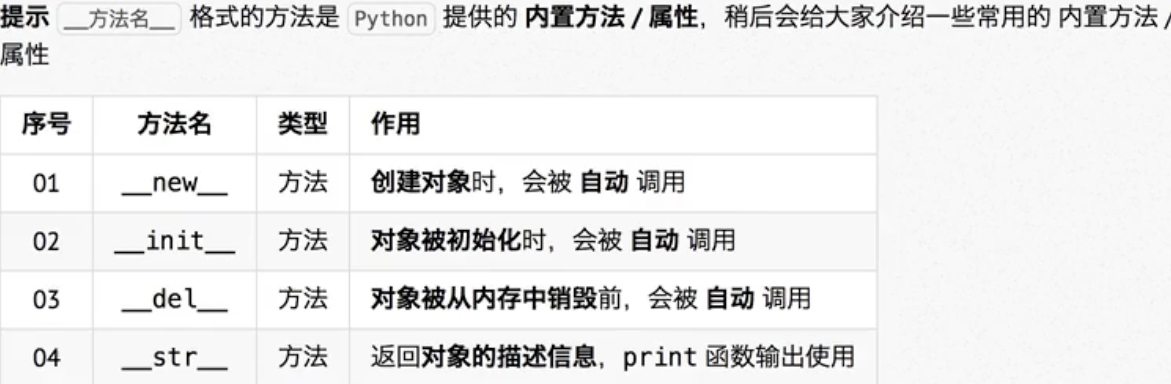 提示 __方法名__ 格式的方法是 Python 提供的 内置方法 / 属性，稍后会给大家介绍一些常用的 内置方法 /
属性
序号 方法名 类型 作用
01 __new__ 方法 创建对象时，会被 自动 调用
02 __init__ 方法 对象被初始化时，会被 自动 调用
03 __del__ 方法 对象被从内存中销毁前，会被 自动 调用
04 __str__ 方法 返回对象的描述信息，print 函数输出使用